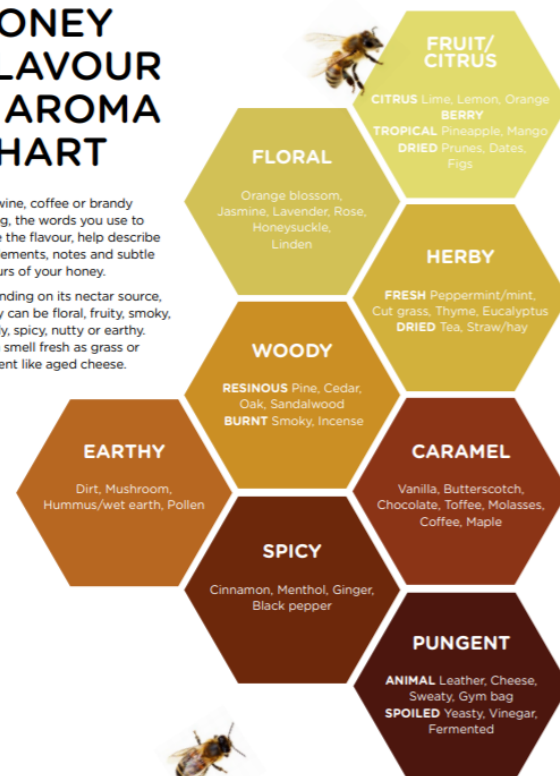 ONEY
LAVOUR
AROMA
HART
wine, coffee or brandy
g, the words you use to
e the flavour, help describe
ements, notes and subtle
urs of your honey.
nding on its nectar source,
y can be floral, fruity, smoky,
ly, spicy, nutty or earthy.
smell fresh as grass or
ent like aged cheese.
FRUIT/
CITRUS
CITRUS Lime, Lemon, Orange
BERRY
TROPICAL Pineapple, Mango
DRIED Prunes, Dates,
Figs
FLORAL
Orange blossom,
Jasmine, Lavender, Rose,
Honeysuckle,
Linden
HERBY
FRESH Peppermint/mint,
Cut grass, Thyme, Eucalyptus
DRIED Tea, Straw/hay
WOODY
RESINOUS Pine, Cedar,
Oak, Sandalwood
BURNT Smoky, Incense
EARTHY
Dirt, Mushroom,
Hummus/wet earth, Pollen
CARAMEL
Vanilla, Butterscotch,
Chocolate, Toffee, Molasses,
Coffee, Maple
SPICY
Cinnamon, Menthol, Ginger,
Black pepper
PUNGENT
ANIMAL Leather, Cheese,
Sweaty, Gym bag
SPOILED Yeasty, Vinegar,
Fermented